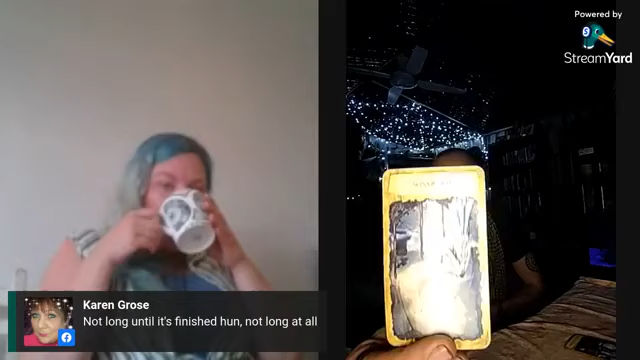 Powered by
StreamYard
Karen Grose
Not long until it's finished hun, not long at all